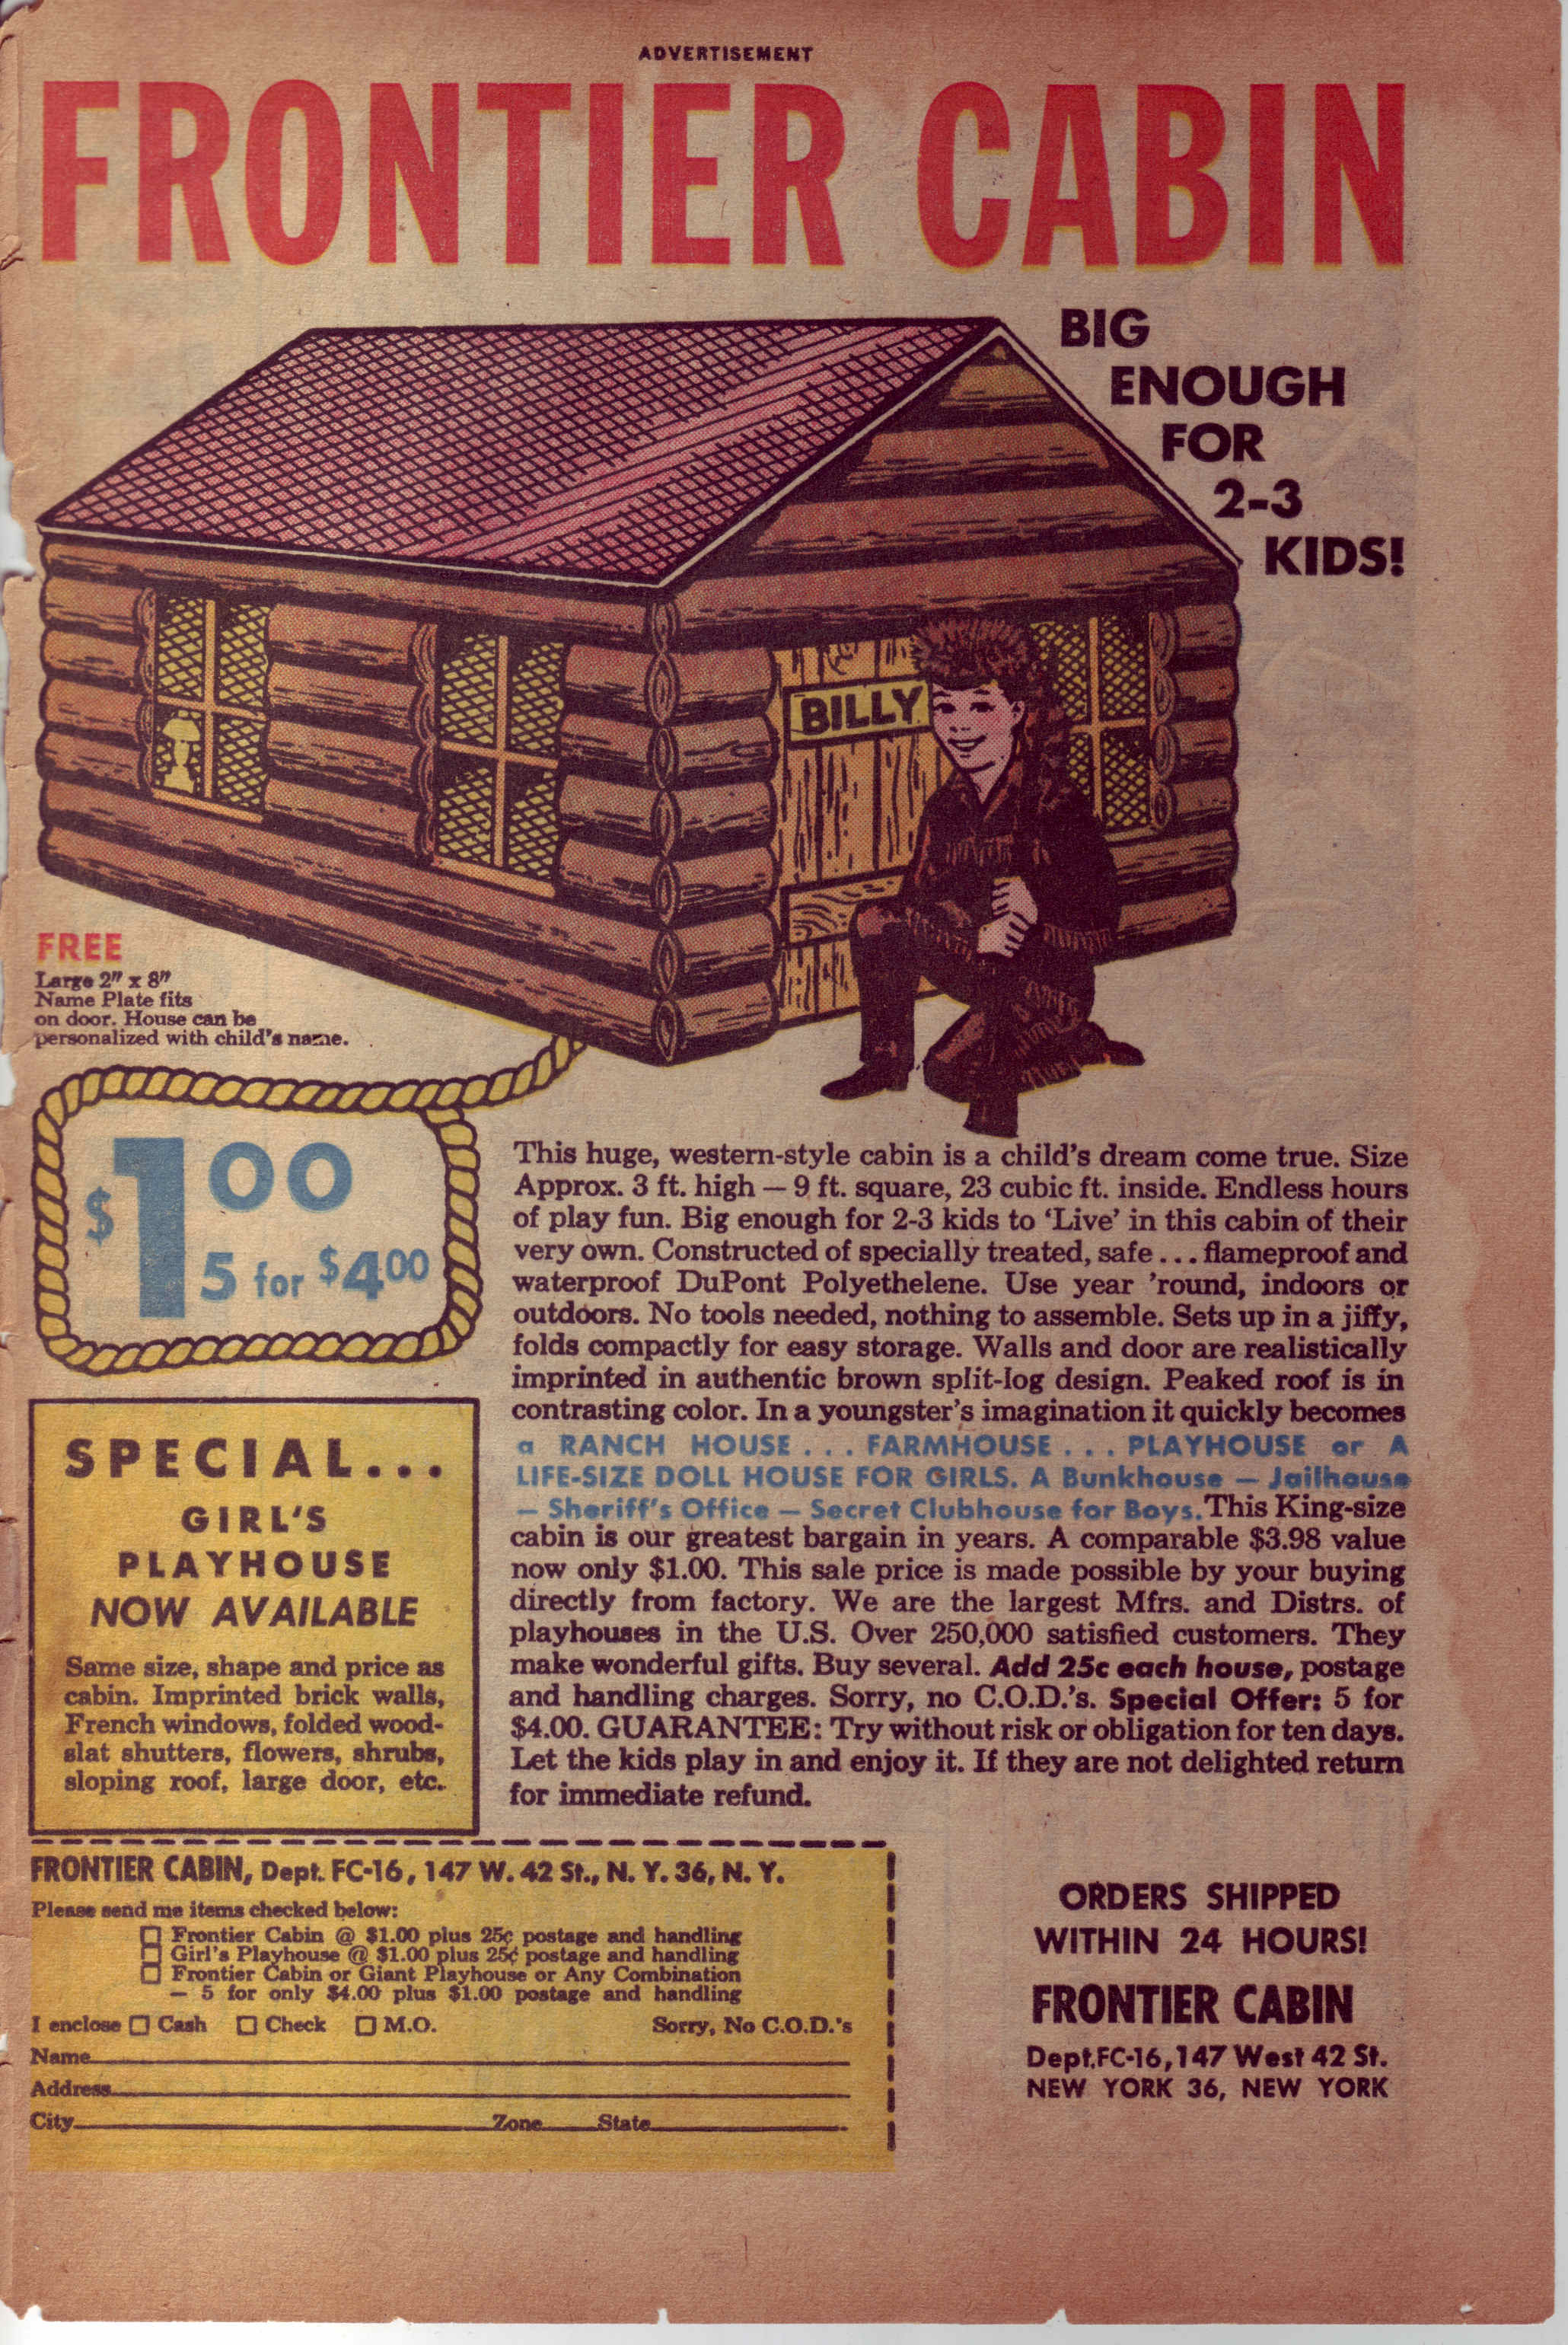 ADVERTISEMENT
FRONTIER CABIN
BIG
ENOUGH
FOR
2-3
KIDS!
BILLY
FREE
Large 2" x 8"
Name Plate fits
on door. House can be
personalized with child's name.
$1 00
5 for $4 00
This huge, western-style cabin is a child's dream come true. Size
Approx. 3 ft. high — 9 ft. square, 23 cubic ft. inside. Endless hours
of play fun. Big enough for 2-3 kids to ‘Live’ in this cabin of their
very own. Constructed of specially treated, safe ... flameproof and
waterproof DuPont Polyethelene. Use year ’round, indoors or
outdoors. No tools needed, nothing to assemble. Sets up in a jiffy,
folds compactly for easy storage. Walls and door are realistically
imprinted in authentic brown split-log design. Peaked roof is in
contrasting color. In a youngster's imagination it quickly becomes
a RANCH HOUSE ... FARMHOUSE ... PLAYHOUSE or A
LIFE-SIZE DOLL HOUSE FOR GIRLS. A Bunkhouse — Jailhouse
— Sheriff's Office — Secret Clubhouse for Boys. This King-size
cabin is our greatest bargain in years. A comparable $3.98 value
now only $1.00. This sale price is made possible by your buying
directly from factory. We are the largest Mfrs. and Distrs. of
playhouses in the U.S. Over 250,000 satisfied customers. They
make wonderful gifts. Buy several. Add 25c each house, postage
and handling charges. Sorry, no C.O.D.'s. Special Offer: 5 for
$4.00. GUARANTEE: Try without risk or obligation for ten days.
Let the kids play in and enjoy it. If they are not delighted return
for immediate refund.
SPECIAL...
GIRL'S
PLAYHOUSE
NOW AVAILABLE
Same size, shape and price as
cabin. Imprinted brick walls,
French windows, folded wood-
slat shutters, flowers, shrubs,
sloping roof, large door, etc.
FRONTIER CABIN, Dept. FC-16, 147 W. 42 St., N. Y. 36, N. Y.
Please send me items checked below:
Frontier Cabin @ $1.00 plus 25¢ postage and handling
Girl's Playhouse @ $1.00 plus 25¢ postage and handling
Frontier Cabin or Giant Playhouse or Any Combination
— 5 for only $4.00 plus $1.00 postage and handling
I enclose Cash Check M.O. Sorry, No C.O.D.'s
Name
Address
City Zone State
ORDERS SHIPPED
WITHIN 24 HOURS!
FRONTIER CABIN
Dept. FC-16, 147 West 42 St.
NEW YORK 36, NEW YORK